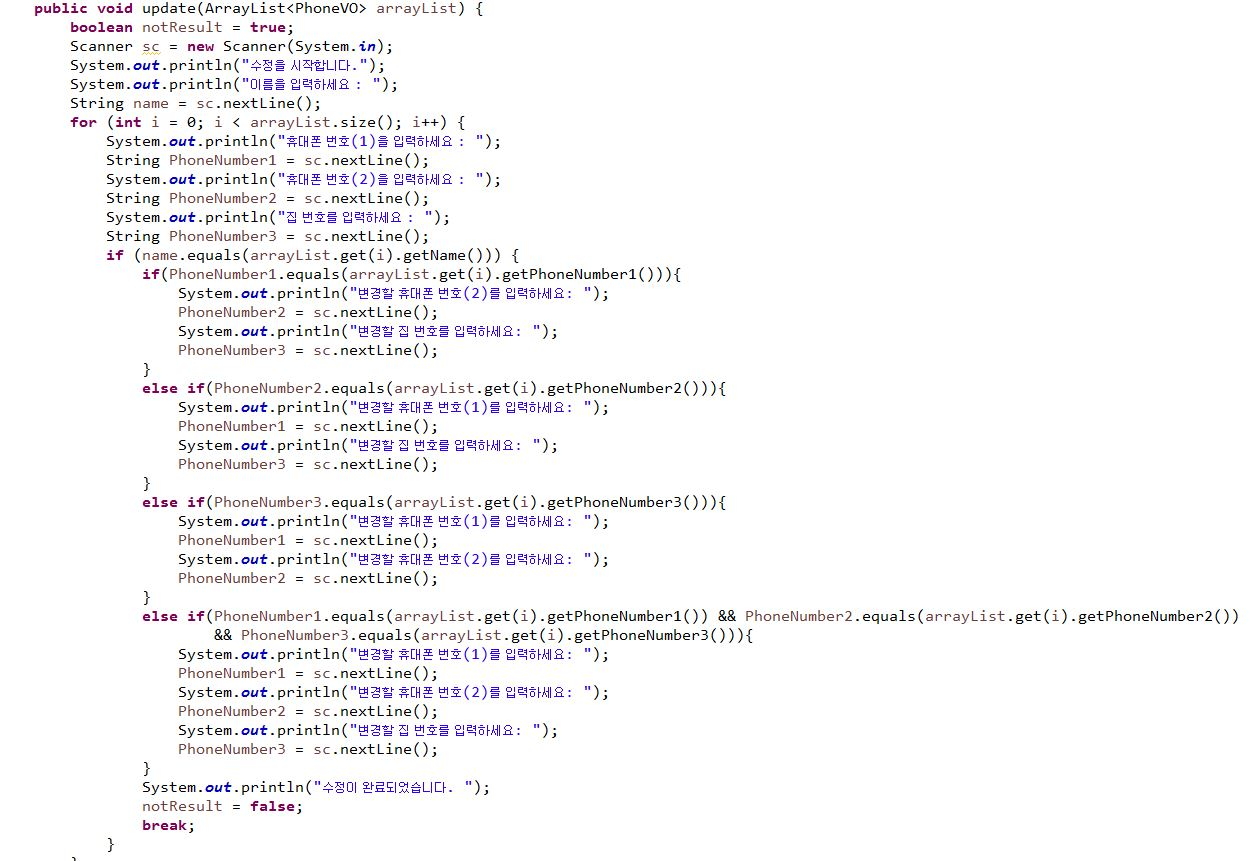 public void update(ArrayList<PhoneVO> arrayList) {
boolean notResult = true;
Scanner sc = new Scanner(System.in);
System.out.println("수정을 시작합니다.");
System.out.println("이름을 입력하세요 : ");
String name = sc.nextLine();
for (int i = 0; i < arrayList.size(); i++) {
System.out.println("휴대폰 번호(1)을 입력하세요 : ");
String PhoneNumber1 = sc.nextLine();
System.out.println("휴대폰 번호(2)을 입력하세요 : ");
String PhoneNumber2 = sc.nextLine();
System.out.println("집 번호를 입력하세요 : ");
String PhoneNumber3 = sc.nextLine();
if (name.equals(arrayList.get(i).getName())) {
if(PhoneNumber1.equals(arrayList.get(i).getPhoneNumber1())){
System.out.println("변경할 휴대폰 번호(2)를 입력하세요: ");
PhoneNumber2 = sc.nextLine();
System.out.println("변경할 집 번호를 입력하세요: ");
PhoneNumber3 = sc.nextLine();
}
else if(PhoneNumber2.equals(arrayList.get(i).getPhoneNumber2())){
System.out.println("변경할 휴대폰 번호(1)를 입력하세요: ");
PhoneNumber1 = sc.nextLine();
System.out.println("변경할 집 번호를 입력하세요: ");
PhoneNumber3 = sc.nextLine();
}
else if(PhoneNumber3.equals(arrayList.get(i).getPhoneNumber3())){
System.out.println("변경할 휴대폰 번호(1)를 입력하세요: ");
PhoneNumber1 = sc.nextLine();
System.out.println("변경할 휴대폰 번호(2)를 입력하세요: ");
PhoneNumber2 = sc.nextLine();
}
else if(PhoneNumber1.equals(arrayList.get(i).getPhoneNumber1()) && PhoneNumber2.equals(arrayList.get(i).getPhoneNumber2())
&& PhoneNumber3.equals(arrayList.get(i).getPhoneNumber3())){
System.out.println("변경할 휴대폰 번호(1)를 입력하세요: ");
PhoneNumber1 = sc.nextLine();
System.out.println("변경할 휴대폰 번호(2)를 입력하세요: ");
PhoneNumber2 = sc.nextLine();
System.out.println("변경할 집 번호를 입력하세요: ");
PhoneNumber3 = sc.nextLine();
}
System.out.println("수정이 완료되었습니다. ");
notResult = false;
break;
}
}